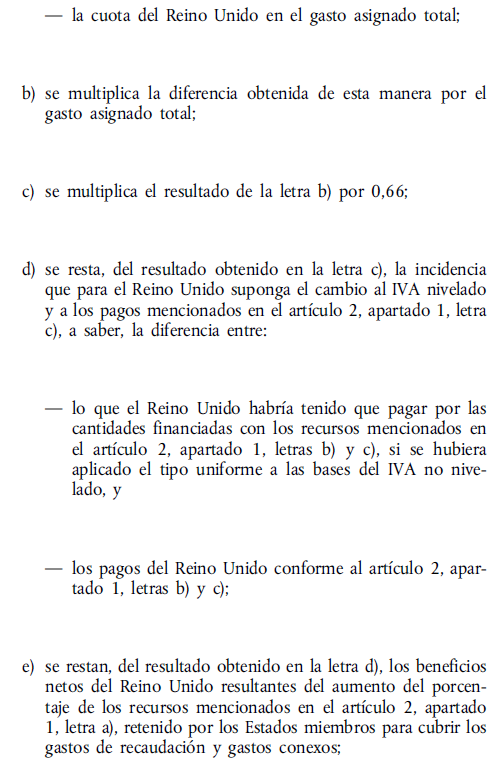 — la cuota del Reino Unido en el gasto asignado total;
b) se multiplica la diferencia obtenida de esta manera por el
gasto asignado total;
c) se multiplica el resultado de la letra b) por 0,66;
d) se resta, del resultado obtenido en la letra c), la incidencia
que para el Reino Unido suponga el cambio al IVA nivelado
y a los pagos mencionados en el artículo 2, apartado 1, letra
c), a saber, la diferencia entre:
— lo que el Reino Unido habría tenido que pagar por las
cantidades financiadas con los recursos mencionados en
el artículo 2, apartado 1, letras b) y c), si se hubiera
aplicado el tipo uniforme a las bases del IVA no nive-
lado, y
— los pagos del Reino Unido conforme al artículo 2, apar-
tado 1, letras b) y c);
e) se restan, del resultado obtenido en la letra d), los beneficios
netos del Reino Unido resultantes del aumento del porcen-
taje de los recursos mencionados en el artículo 2, apartado
1, letra a), retenido por los Estados miembros para cubrir los
gastos de recaudación y gastos conexos;